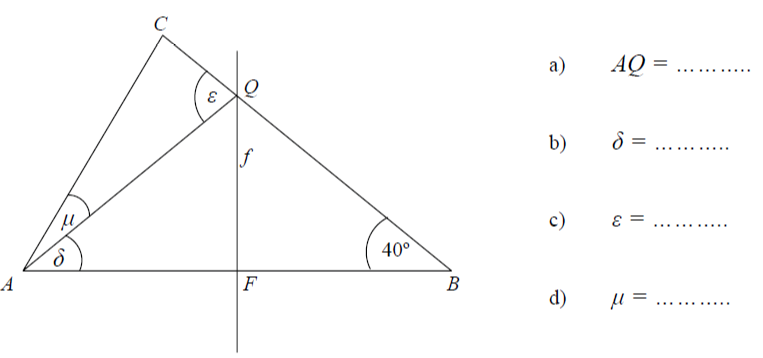 C
Q
ε
f
μ
δ
40°
A
F
B
a) AQ = ………..
b) δ = ………..
c) ε = ………..
d) μ = ………..